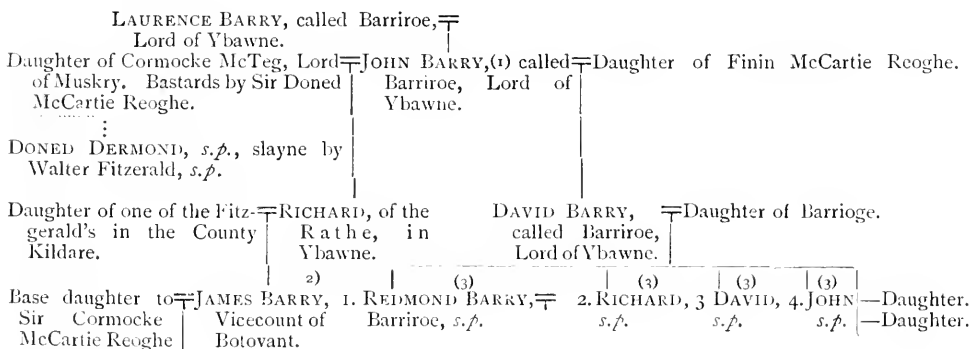 LAURENCE BARRY, called Barriroe,
Lord of Ybawne.
Daughter of Cormocke McTeg, Lord
of Muskry. Bastards by Sir Doned
McCartie Reoghe.
JOHN BARRY,(1) called
Barriroe, Lord of
Ybawne.
Daughter of Finin McCartie Reoghe.
DONED DERMOND, s.p., slayne by
Walter Fitzerald, s.p.
Daughter of one of the Fitz-
gerald's in the County
Kildare.
RICHARD, of the
Rathe, in
Ybawne.
DAVID BARRY,
called Barriroe,
Lord of Ybawne.
Daughter of Barrioge.
2) (3) (3) (3) (3)
Base daughter to
Sir Cormocke
McCartie Reoghe
JAMES BARRY,
Vicecount of
Botovant.
1. REDMOND BARRY,
Barriroe, s.p.
2. RICHARD,
s.p.
3 DAVID,
s.p.
4. JOHN
s.p.
—Daughter.
—Daughter.